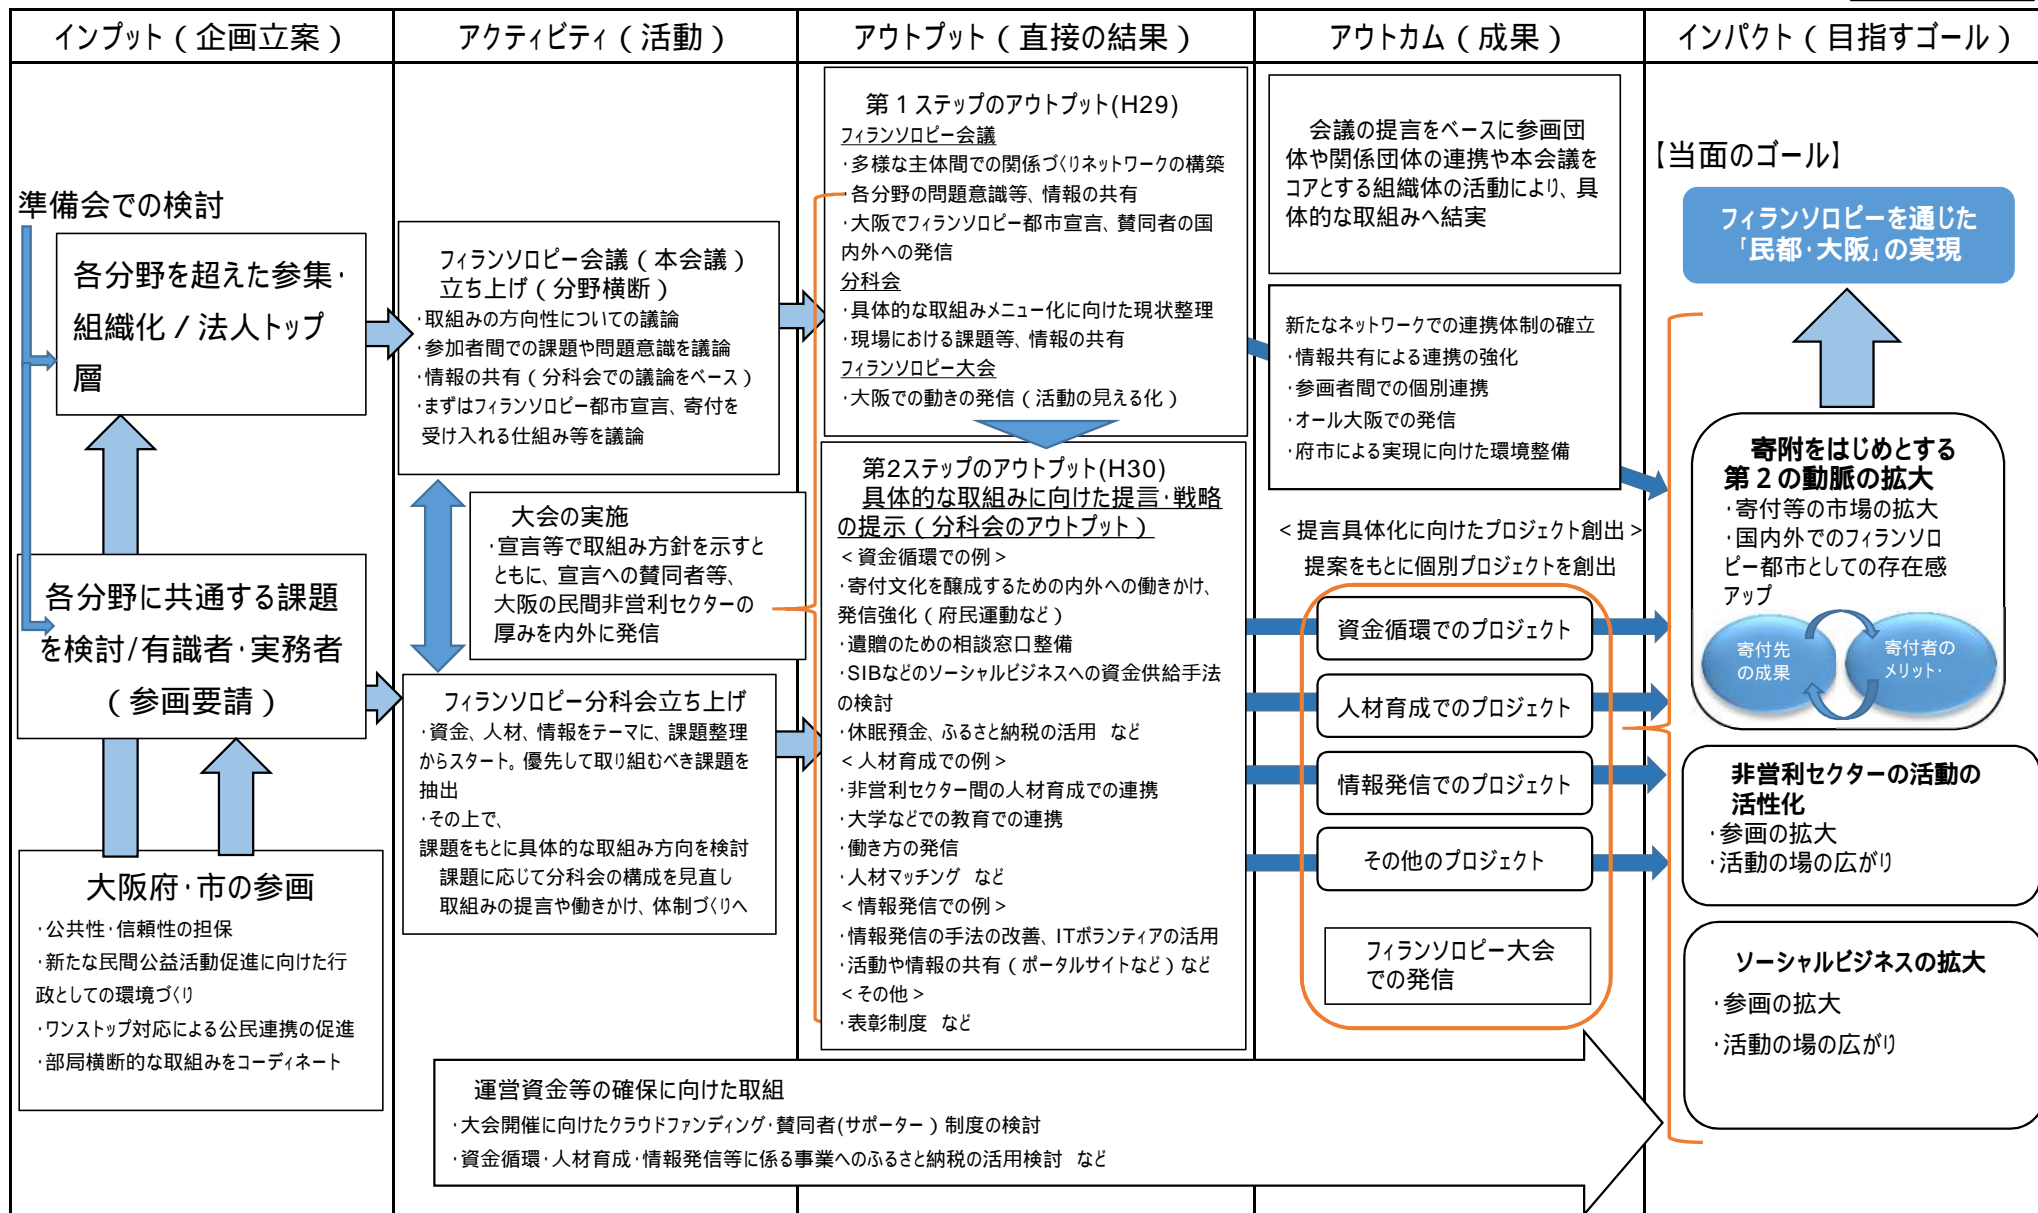 インプット（企画立案）
アクティビティ（活動）
アウトプット（直接の結果）
アウトカム（成果）
インパクト（目指すゴール）
準備会での検討
各分野を超えた参集・
組織化 / 法人トップ
層
各分野に共通する課題
を検討/有識者・実務者
（参画要請）
大阪府・市の参画
・公共性・信頼性の担保
・新たな民間公益活動促進に向けた行
政としての環境づくり
・ワンストップ対応による公民連携の促進
・部局横断的な取組みをコーディネート
フィランソロピー会議（本会議）
立ち上げ（分野横断）
・取組みの方向性についての議論
・参加者間での課題や問題意識を議論
・情報の共有（分科会での議論をベース）
・まずはフィランソロピー都市宣言、寄付を
受け入れる仕組み等を議論
大会の実施
・宣言等で取組み方針を示すと
ともに、宣言への賛同者等、
大阪の民間非営利セクターの
厚みを内外に発信
フィランソロピー分科会立ち上げ
・資金、人材、情報をテーマに、課題整理
からスタート。優先して取り組むべき課題を
抽出
・その上で、
課題をもとに具体的な取組み方向を検討
課題に応じて分科会の構成を見直し
取組みの提言や働きかけ、体制づくりへ
第１ステップのアウトプット(H29)
フィランソロピー会議
・多様な主体間での関係づくりネットワークの構築
・各分野の問題意識等、情報の共有
・大阪でフィランソロピー都市宣言、賛同者の国
内外への発信
分科会
・具体的な取組みメニュー化に向けた現状整理
・現場における課題等、情報の共有
フィランソロピー大会
・大阪での動きの発信（活動の見える化）
第2ステップのアウトプット(H30)
具体的な取組みに向けた提言・戦略
の提示（分科会のアウトプット）
＜資金循環での例＞
・寄付文化を醸成するための内外への働きかけ、
発信強化（府民運動など）
・遺贈のための相談窓口整備
・SIBなどのソーシャルビジネスへの資金供給手法
の検討
・休眠預金、ふるさと納税の活用 など
＜人材育成での例＞
・非営利セクター間の人材育成での連携
・大学などでの教育での連携
・働き方の発信
・人材マッチング など
＜情報発信での例＞
・情報発信の手法の改善、ITボランティアの活用
・活動や情報の共有（ポータルサイトなど）など
＜その他＞
・表彰制度 など
会議の提言をベースに参画団
体や関係団体の連携や本会議を
コアとする組織体の活動により、具
体的な取組みへ結実
新たなネットワークでの連携体制の確立
・情報共有による連携の強化
・参画者間での個別連携
・オール大阪での発信
・府市による実現に向けた環境整備
＜提言具体化に向けたプロジェクト創出＞
提案をもとに個別プロジェクトを創出
資金循環でのプロジェクト
人材育成でのプロジェクト
情報発信でのプロジェクト
その他のプロジェクト
フィランソロピー大会
での発信
【当面のゴール】
フィランソロピーを通じた
「民都・大阪」の実現
寄附をはじめとする
第２の動脈の拡大
・寄付等の市場の拡大
・国内外でのフィランソロ
ピー都市としての存在感
アップ
寄付先
の成果
寄付者の
メリット・
非営利セクターの活動の
活性化
・参画の拡大
・活動の場の広がり
ソーシャルビジネスの拡大
・参画の拡大
・活動の場の広がり
運営資金等の確保に向けた取組
・大会開催に向けたクラウドファンディング・賛同者(サポーター）制度の検討
・資金循環・人材育成・情報発信等に係る事業へのふるさと納税の活用検討 など